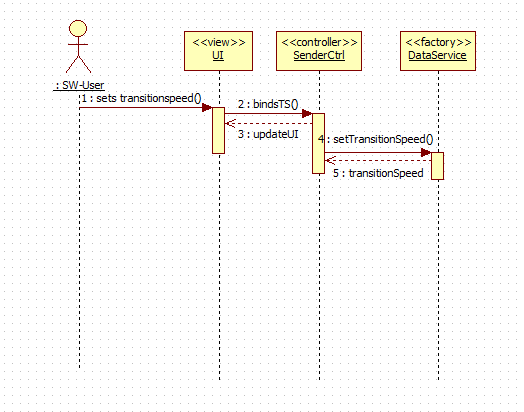 <<view>>
UI
<<controller>>
SenderCtrl
<<factory>>
DataService
: SW-User
1 : sets transitionspeed()
2 : bindsTS()
3 : updateUI
4 : setTransitionSpeed()
5 : transitionSpeed